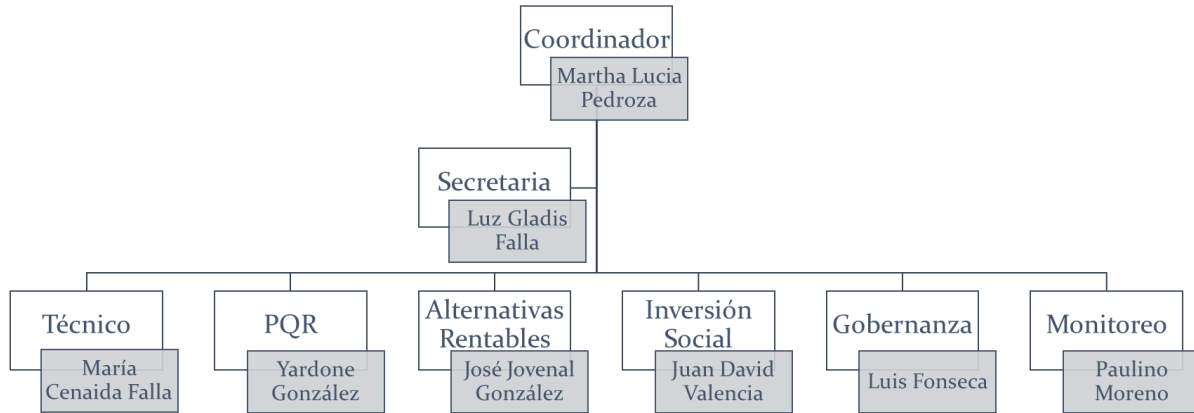 Coordinador
Martha Lucia
Pedroza
Secretaria
Luz Gladis
Falla
Técnico
María
Cenaida Falla
PQR
Yardone
González
Alternativas
Rentables
José Jovenal
González
Inversión
Social
Juan David
Valencia
Gobernanza
Luis Fonseca
Monitoreo
Paulino
Moreno